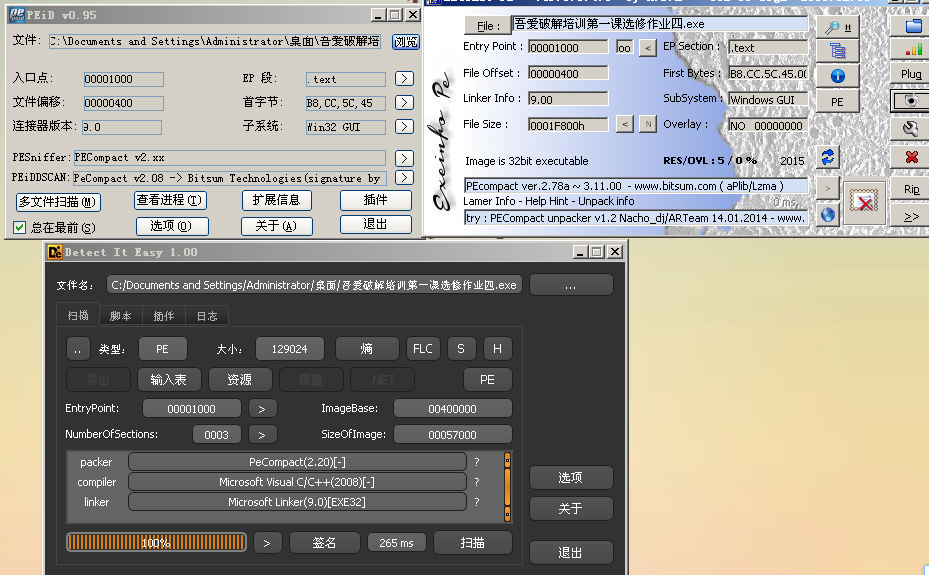 PEiD v0.95
文件: C:\Documents and Settings\Administrator\桌面\吾爱破解培训 浏览
入口点: 00001000 EP 段: .text >
文件偏移: 00000400 首字节: B8,CC,5C,45 >
连接器版本: 9.0 子系统: Win32 GUI >
PESniffer: PECompact v2.xx >
PEiDDSCAN: PeCompact v2.08 -> Bitsum Technologies(signature by >
多文件扫描(M) 查看进程(T) 扩展信息 插件
总在最前(S) 选项(O) 关于(A) 退出
Exeinfo Pe
File : 吾爱破解培训第一课选修作业四.exe H
Entry Point : 00001000 oo < EP Section : .text
File Offset : 00000400 First Bytes : B8.CC.5C.45.00 Plug
Linker Info : 9.00 SubSystem : Windows GUI PE
File Size : 0001F800h < N Overlay : NO 00000000
Image is 32bit executable RES/OVL : 5 / 0 % 2015
PEcompact ver.2.78a ~ 3.11.00 - www.bitsum.com ( aPlib/Lzma ) > Rip
Lamer Info - Help Hint - Unpack info 0 ms.
try : PECompact unpacker v1.2 Nacho_dj/ARTeam 14.01.2014 - www. >>
Detect It Easy 1.00
文件名: C:/Documents and Settings/Administrator/桌面/吾爱破解培训第一课选修作业四.exe ...
扫描 脚本 插件 日志
.. 类型: PE 大小: 129024 熵 FLC S H
导出 输入表 资源 覆盖 .NET PE
EntryPoint: 00001000 > ImageBase: 00400000
NumberOfSections: 0003 > SizeOfImage: 00057000
packer PeCompact(2.20)[-] ?
compiler Microsoft Visual C/C++(2008)[-] ?
选项
linker Microsoft Linker(9.0)[EXE32] ?
关于
100% > 签名 265 ms 扫描
退出